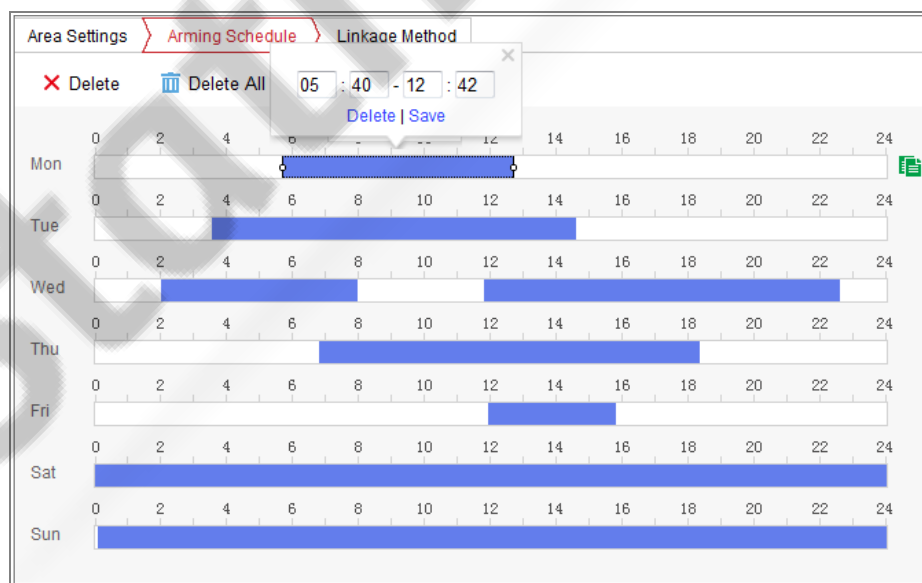 Area Settings Arming Schedule Linkage Method
Delete Delete All
05 : 40 - 12 : 42
Delete | Save
0 2 4 6 12 14 16 18 20 22 24
Mon
0 2 4 6 8 10 12 14 16 18 20 22 24
Tue
0 2 4 6 8 10 12 14 16 18 20 22 24
Wed
0 2 4 6 8 10 12 14 16 18 20 22 24
Thu
0 2 4 6 8 10 12 14 16 18 20 22 24
Fri
0 2 4 6 8 10 12 14 16 18 20 22 24
Sat
0 2 4 6 8 10 12 14 16 18 20 22 24
Sun